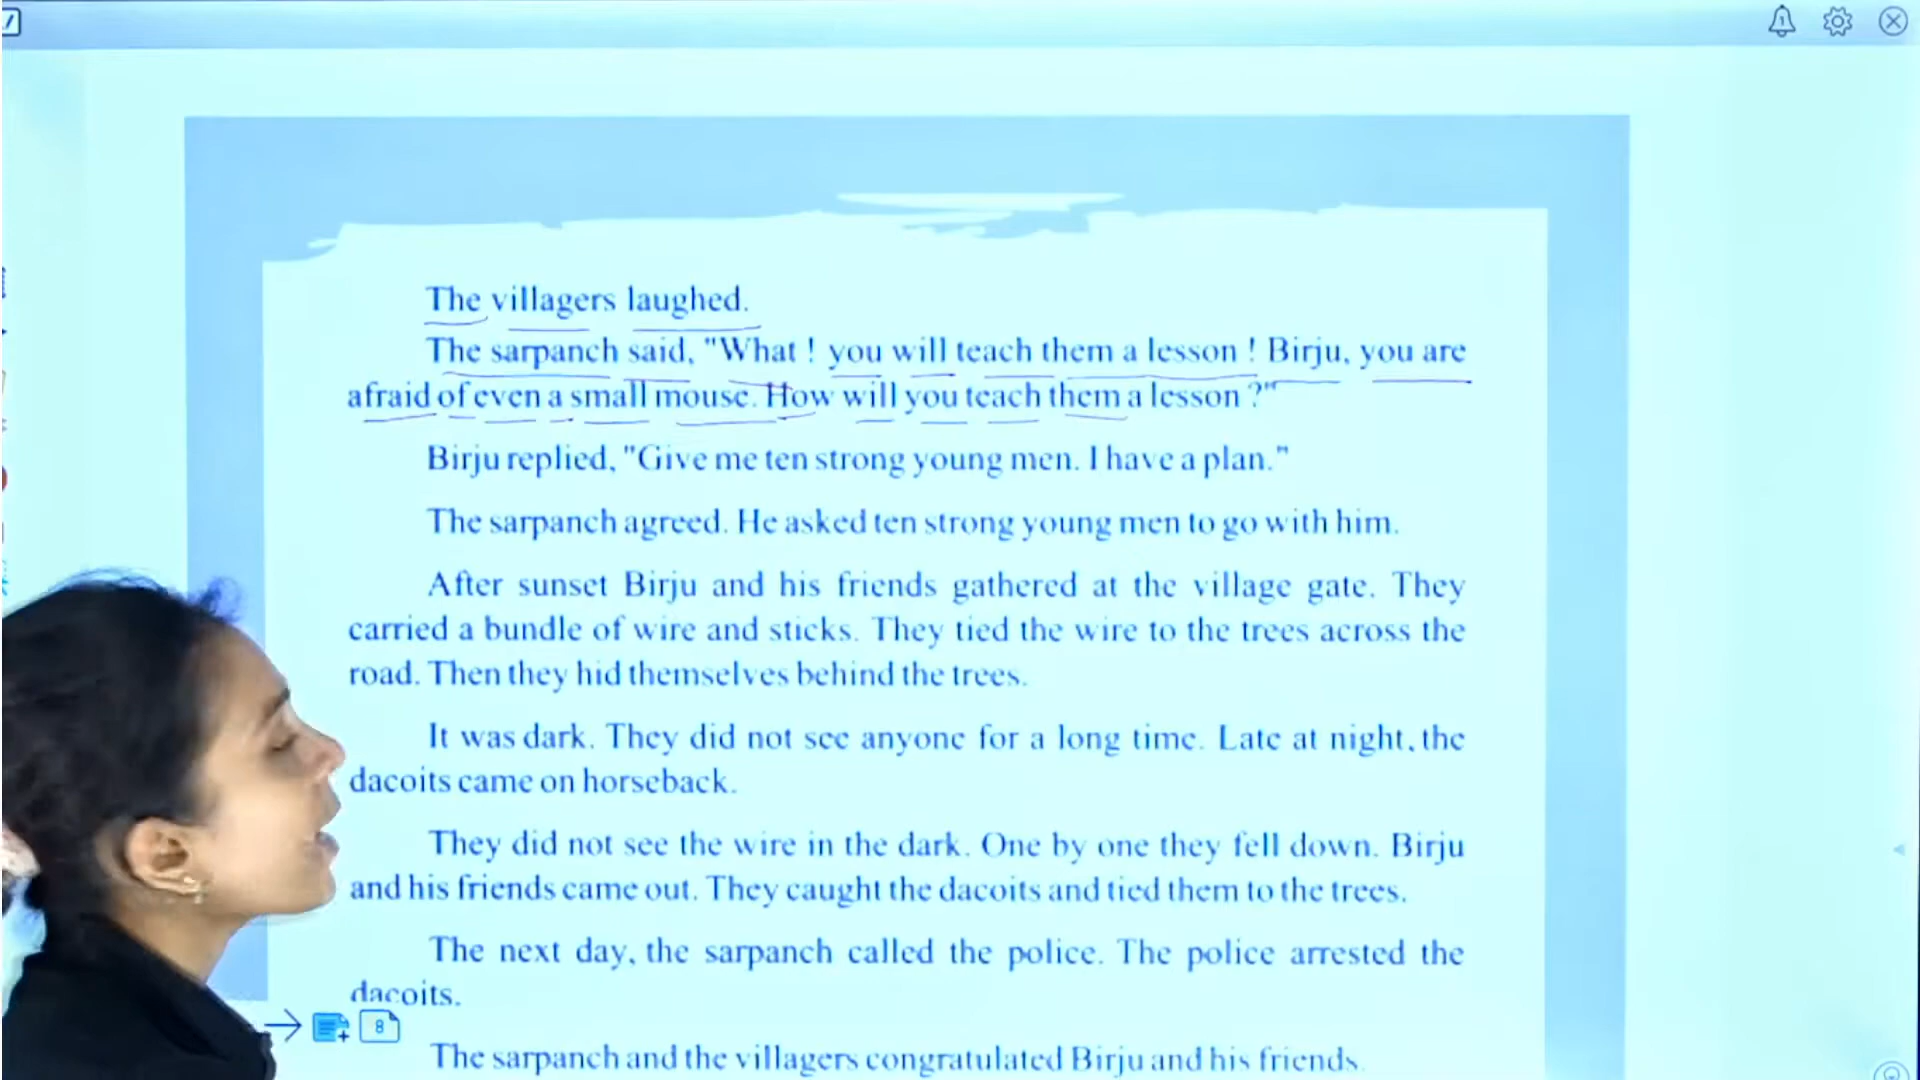 The villagers laughed.
The sarpanch said, "What ! you will teach them a lesson ! Birju, you are
afraid of even a small mouse. How will you teach them a lesson ?"
Birju replied, "Give me ten strong young men. I have a plan."
The sarpanch agreed. He asked ten strong young men to go with him.
After sunset Birju and his friends gathered at the village gate. They
carried a bundle of wire and sticks. They tied the wire to the trees across the
road. Then they hid themselves behind the trees.
It was dark. They did not see anyone for a long time. Late at night, the
dacoits came on horseback.
They did not see the wire in the dark. One by one they fell down. Birju
and his friends came out. They caught the dacoits and tied them to the trees.
The next day, the sarpanch called the police. The police arrested the
dacoits.
8
The sarpanch and the villagers congratulated Birju and his friends.